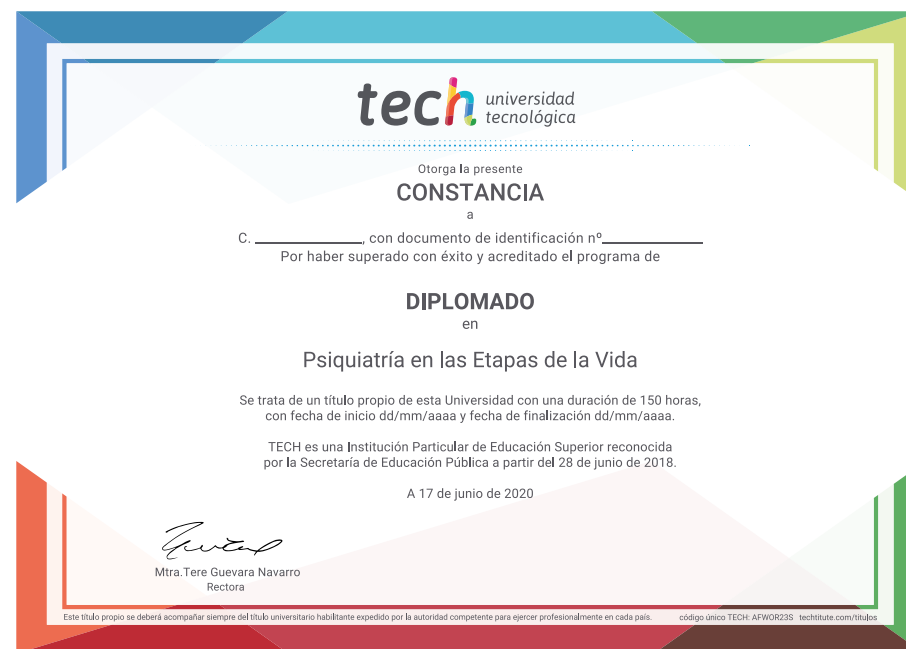 tech universidad
tecnológica
Otorga la presente
CONSTANCIA
a
C. ______________, con documento de identificación nº_____________
Por haber superado con éxito y acreditado el programa de
DIPLOMADO
en
Psiquiatría en las Etapas de la Vida
Se trata de un título propio de esta Universidad con una duración de 150 horas,
con fecha de inicio dd/mm/aaaa y fecha de finalización dd/mm/aaaa.
TECH es una Institución Particular de Educación Superior reconocida
por la Secretaría de Educación Pública a partir del 28 de junio de 2018.
A 17 de junio de 2020
Mtra.Tere Guevara Navarro
Rectora
Este título propio se deberá acompañar siempre del título universitario habilitante expedido por la autoridad competente para ejercer profesionalmente en cada país. código único TECH: AFWOR23S techtitute.com/titulos